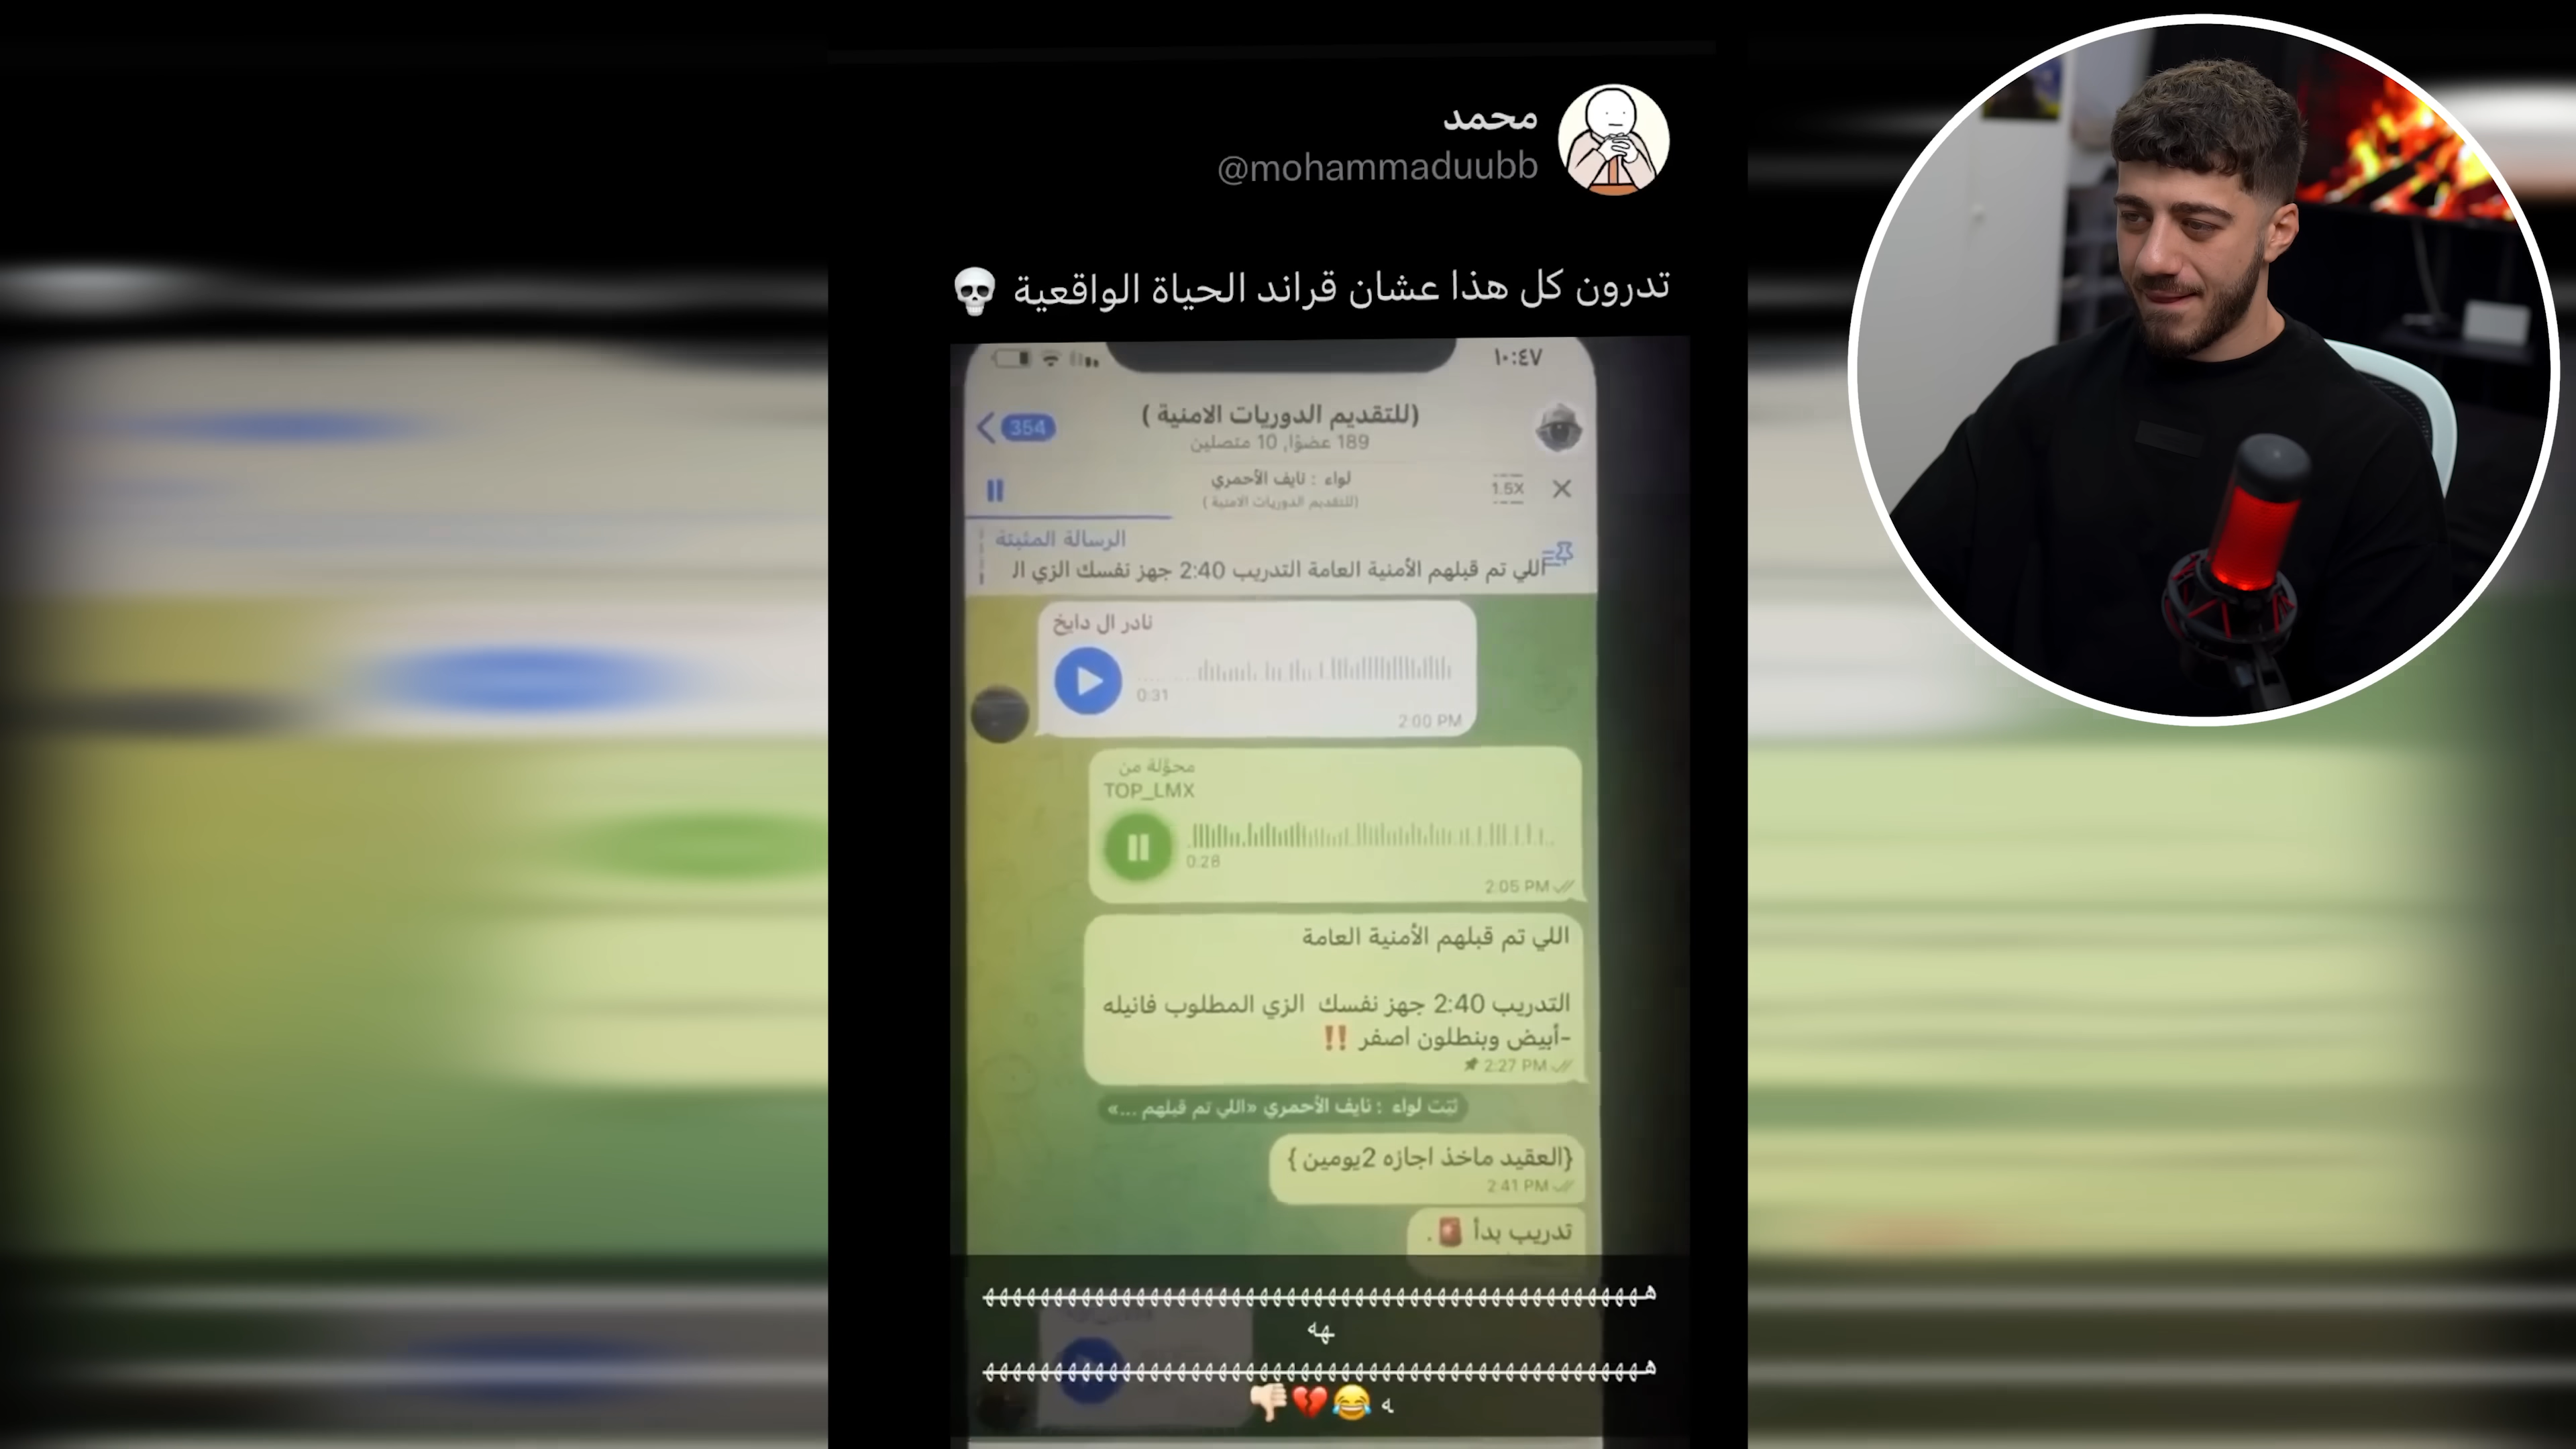 محمد
@mohammaduubb
تدرون كل هذا عشان قراند الحياة الواقعية 💀
١٠:٤٧
354
(للتقديم الدوريات الامنية )
189 عضوًا, 10 متصلين
لواء : نايف الأحمري
(للتقديم الدوريات الامنية )
1.5X
الرسالة المثبتة
اللي تم قبلهم الأمنية العامة التدريب 2:40 جهز نفسك الزي ال
نادر ال دايخ
0:31
2:00 PM
محوّلة من
TOP_LMX
0:28
2:05 PM
اللي تم قبلهم الأمنية العامة
التدريب 2:40 جهز نفسك الزي المطلوب فانيله
-أبيض وبنطلون اصفر ‼️
2:27 PM
ثبّت لواء : نايف الأحمري «اللي تم قبلهم ...»
{العقيد ماخذ اجازه 2يومين }
2:41 PM
تدريب بدأ 🚨 .
هههههههههههههههههههههههههههههههههههههههههههههههه
هه
هههههههههههههههههههههههههههههههههههههههههههههههه
ه 😂💔👎🏻